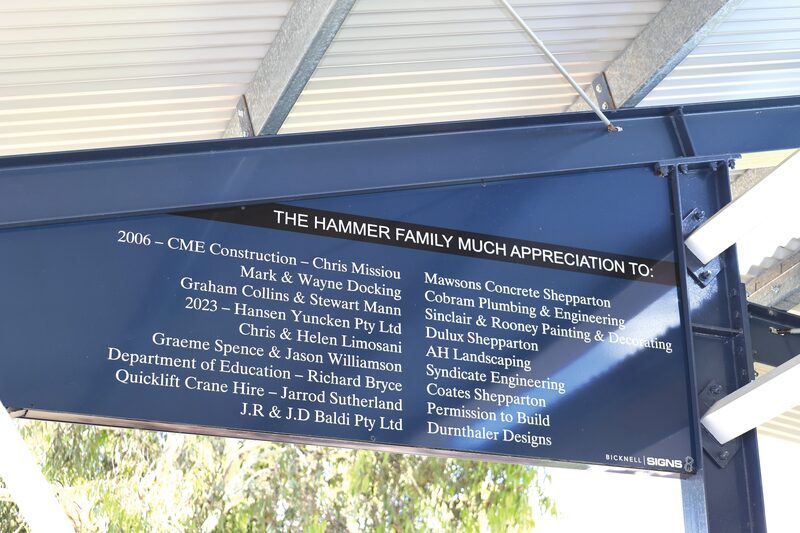 THE HAMMER FAMILY MUCH APPRECIATION TO:
2006 – CME Construction – Chris Missiou
Mark & Wayne Docking
Graham Collins & Stewart Mann
2023 – Hansen Yuncken Pty Ltd
Chris & Helen Limosani
Graeme Spence & Jason Williamson
Department of Education – Richard Bryce
Quicklift Crane Hire – Jarrod Sutherland
J.R & J.D Baldi Pty Ltd
Mawsons Concrete Shepparton
Cobram Plumbing & Engineering
Sinclair & Rooney Painting & Decorating
Dulux Shepparton
AH Landscaping
Syndicate Engineering
Coates Shepparton
Permission to Build
Durnthaler Designs
BICKNELL | SIGNS